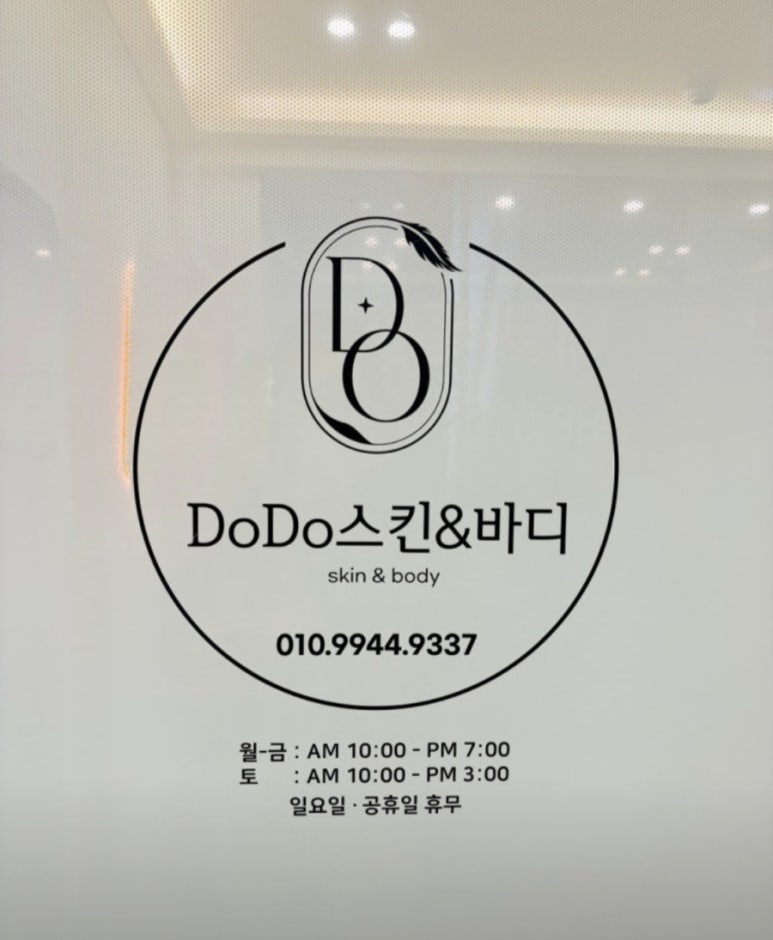 DO
DoDo스킨&바디
skin & body
010.9944.9337
월-금 : AM 10:00 - PM 7:00
토 : AM 10:00 - PM 3:00
일요일 · 공휴일 휴무